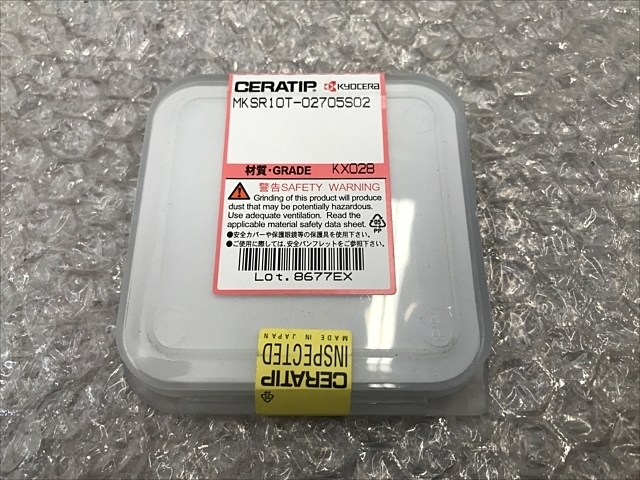 CERATIP® KYOCERA
MKSR10T-02705S02
材質・GRADE KX028
警告SAFETY WARNING
Grinding of this product will produce
dust that may be potentially hazardous.
Use adequate ventilation. Read the
applicable material safety data sheet.
PP
●安全カバーや保護眼鏡等の保護具を使用下さい。
●ご使用に際しては、安全パンフレットをご参照下さい。
Lot.8677EX
CERATIP
INSPECTED
MADE IN JAPAN